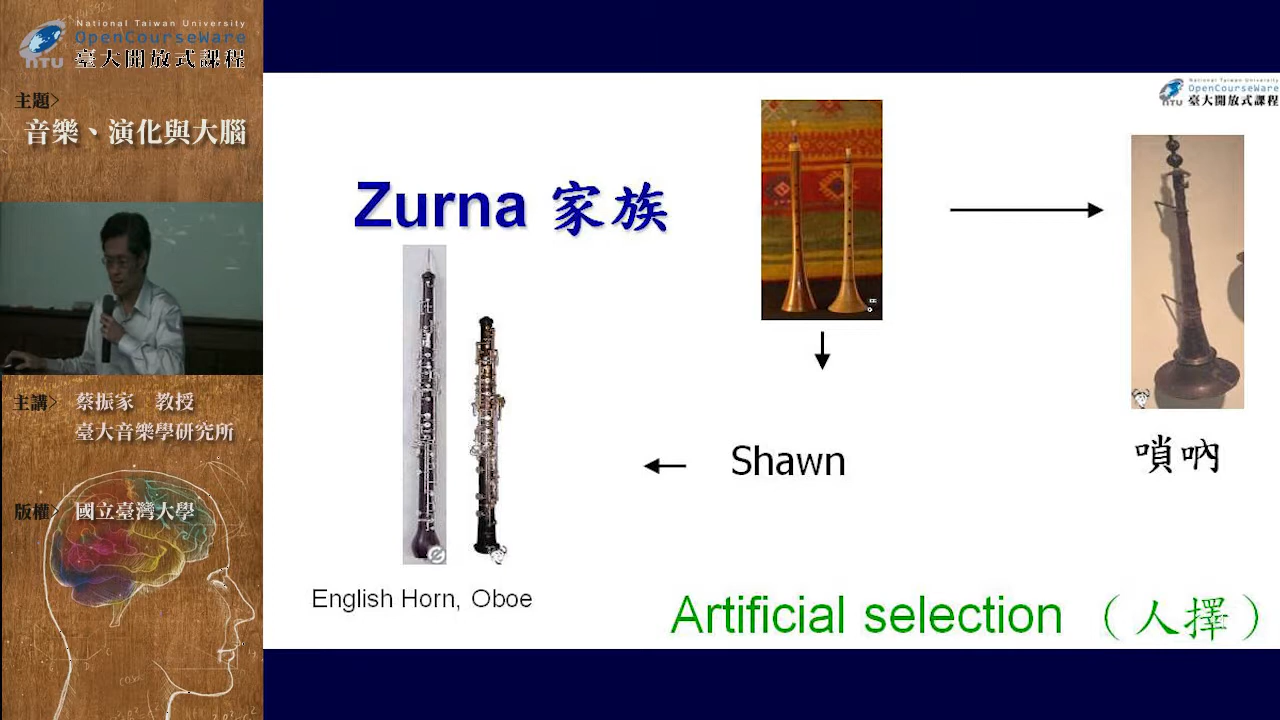 National Taiwan University
OpenCourseWare
NTU 臺大開放式課程
主題>
音樂、演化與大腦
主講> 蔡振家 教授
臺大音樂學研究所
版權> 國立臺灣大學
National Taiwan University
OpenCourseWare
NTU 臺大開放式課程
Zurna 家族
Shawn
嗩吶
English Horn, Oboe
Artificial selection (人擇)